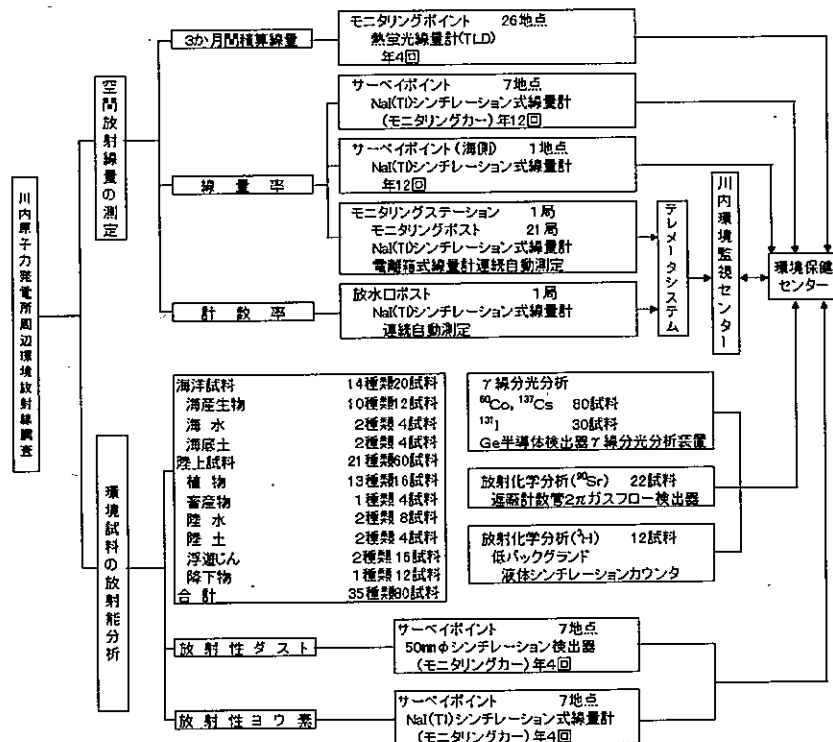 川内原子力発電所周辺環境放射線調査
空間放射線量の測定
3か月間積算線量
モニタリングポイント 26地点
熱蛍光線量計(TLD)
年4回
線量率
サーベイポイント 7地点
NaI(Tl)シンチレーション式線量計
(モニタリングカー)年12回
サーベイポイント(海側) 1地点
NaI(Tl)シンチレーション式線量計
年12回
モニタリングステーション 1局
モニタリングポスト 21局
NaI(Tl)シンチレーション式線量計
電離箱式線量計連続自動測定
計数率
放水口ポスト 1局
NaI(Tl)シンチレーション式線量計
連続自動測定
テレメータシステム
川内環境監視センター
環境保健
センター
環境試料の放射能分析
海洋試料 14種類20試料
海産生物 10種類12試料
海水 2種類 4試料
海底土 2種類 4試料
陸上試料 21種類60試料
植物 13種類16試料
畜産物 1種類 4試料
陸水 2種類 8試料
陸土 2種類 4試料
浮遊じん 2種類 16試料
降下物 1種類 12試料
合計 35種類80試料
γ線分光分析
⁶⁰Co, ¹³⁷Cs 80試料
¹³¹I 30試料
Ge半導体検出器γ線分光分析装置
放射化学分析(⁹⁰Sr) 22試料
遮蔽計数管2πガスフロー検出器
放射化学分析(³H) 12試料
低バックグランド
液体シンチレーションカウンタ
放射性ダスト
サーベイポイント 7地点
50mmφシンチレーション検出器
(モニタリングカー)年4回
放射性ヨウ素
サーベイポイント 7地点
NaI(Tl)シンチレーション式線量計
(モニタリングカー)年4回